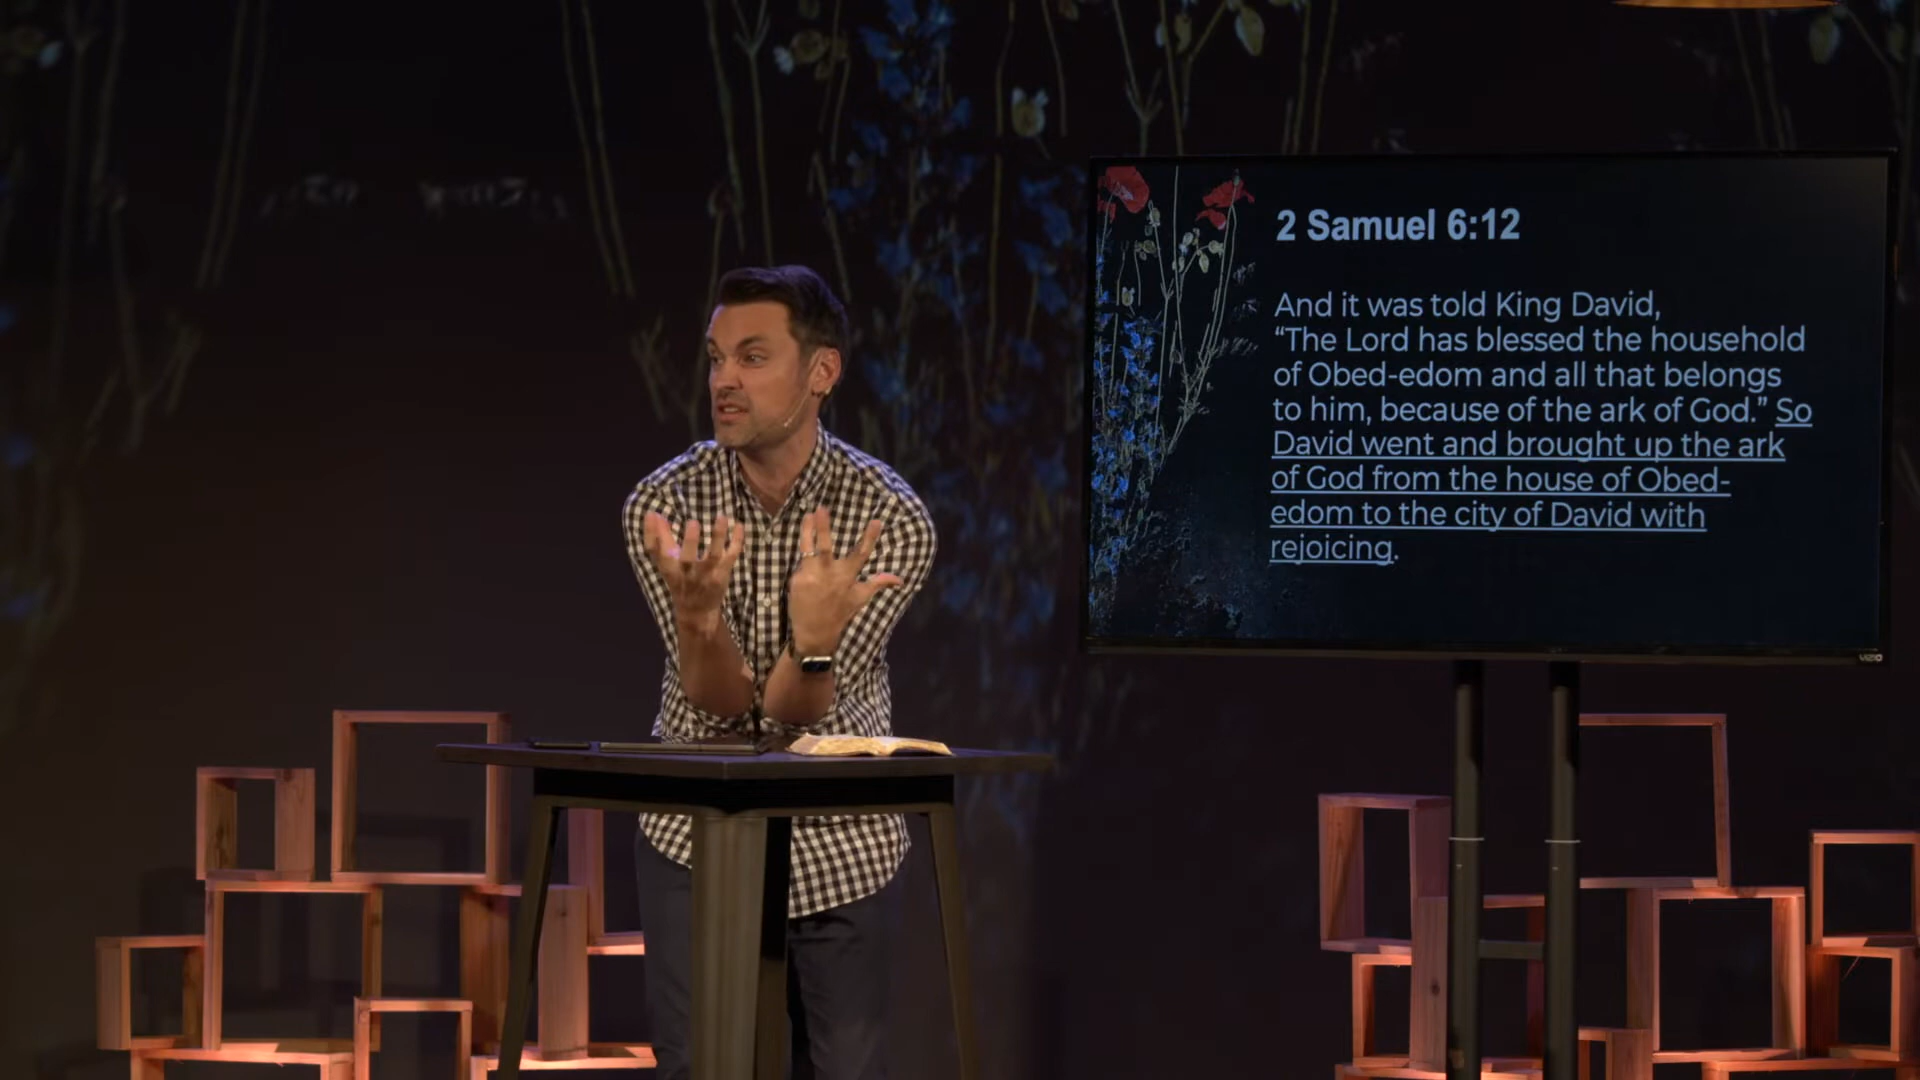 2 Samuel 6:12
And it was told King David,
“The Lord has blessed the household
of Obed-edom and all that belongs
to him, because of the ark of God.” So
David went and brought up the ark
of God from the house of Obed-
edom to the city of David with
rejoicing.
VIZIO